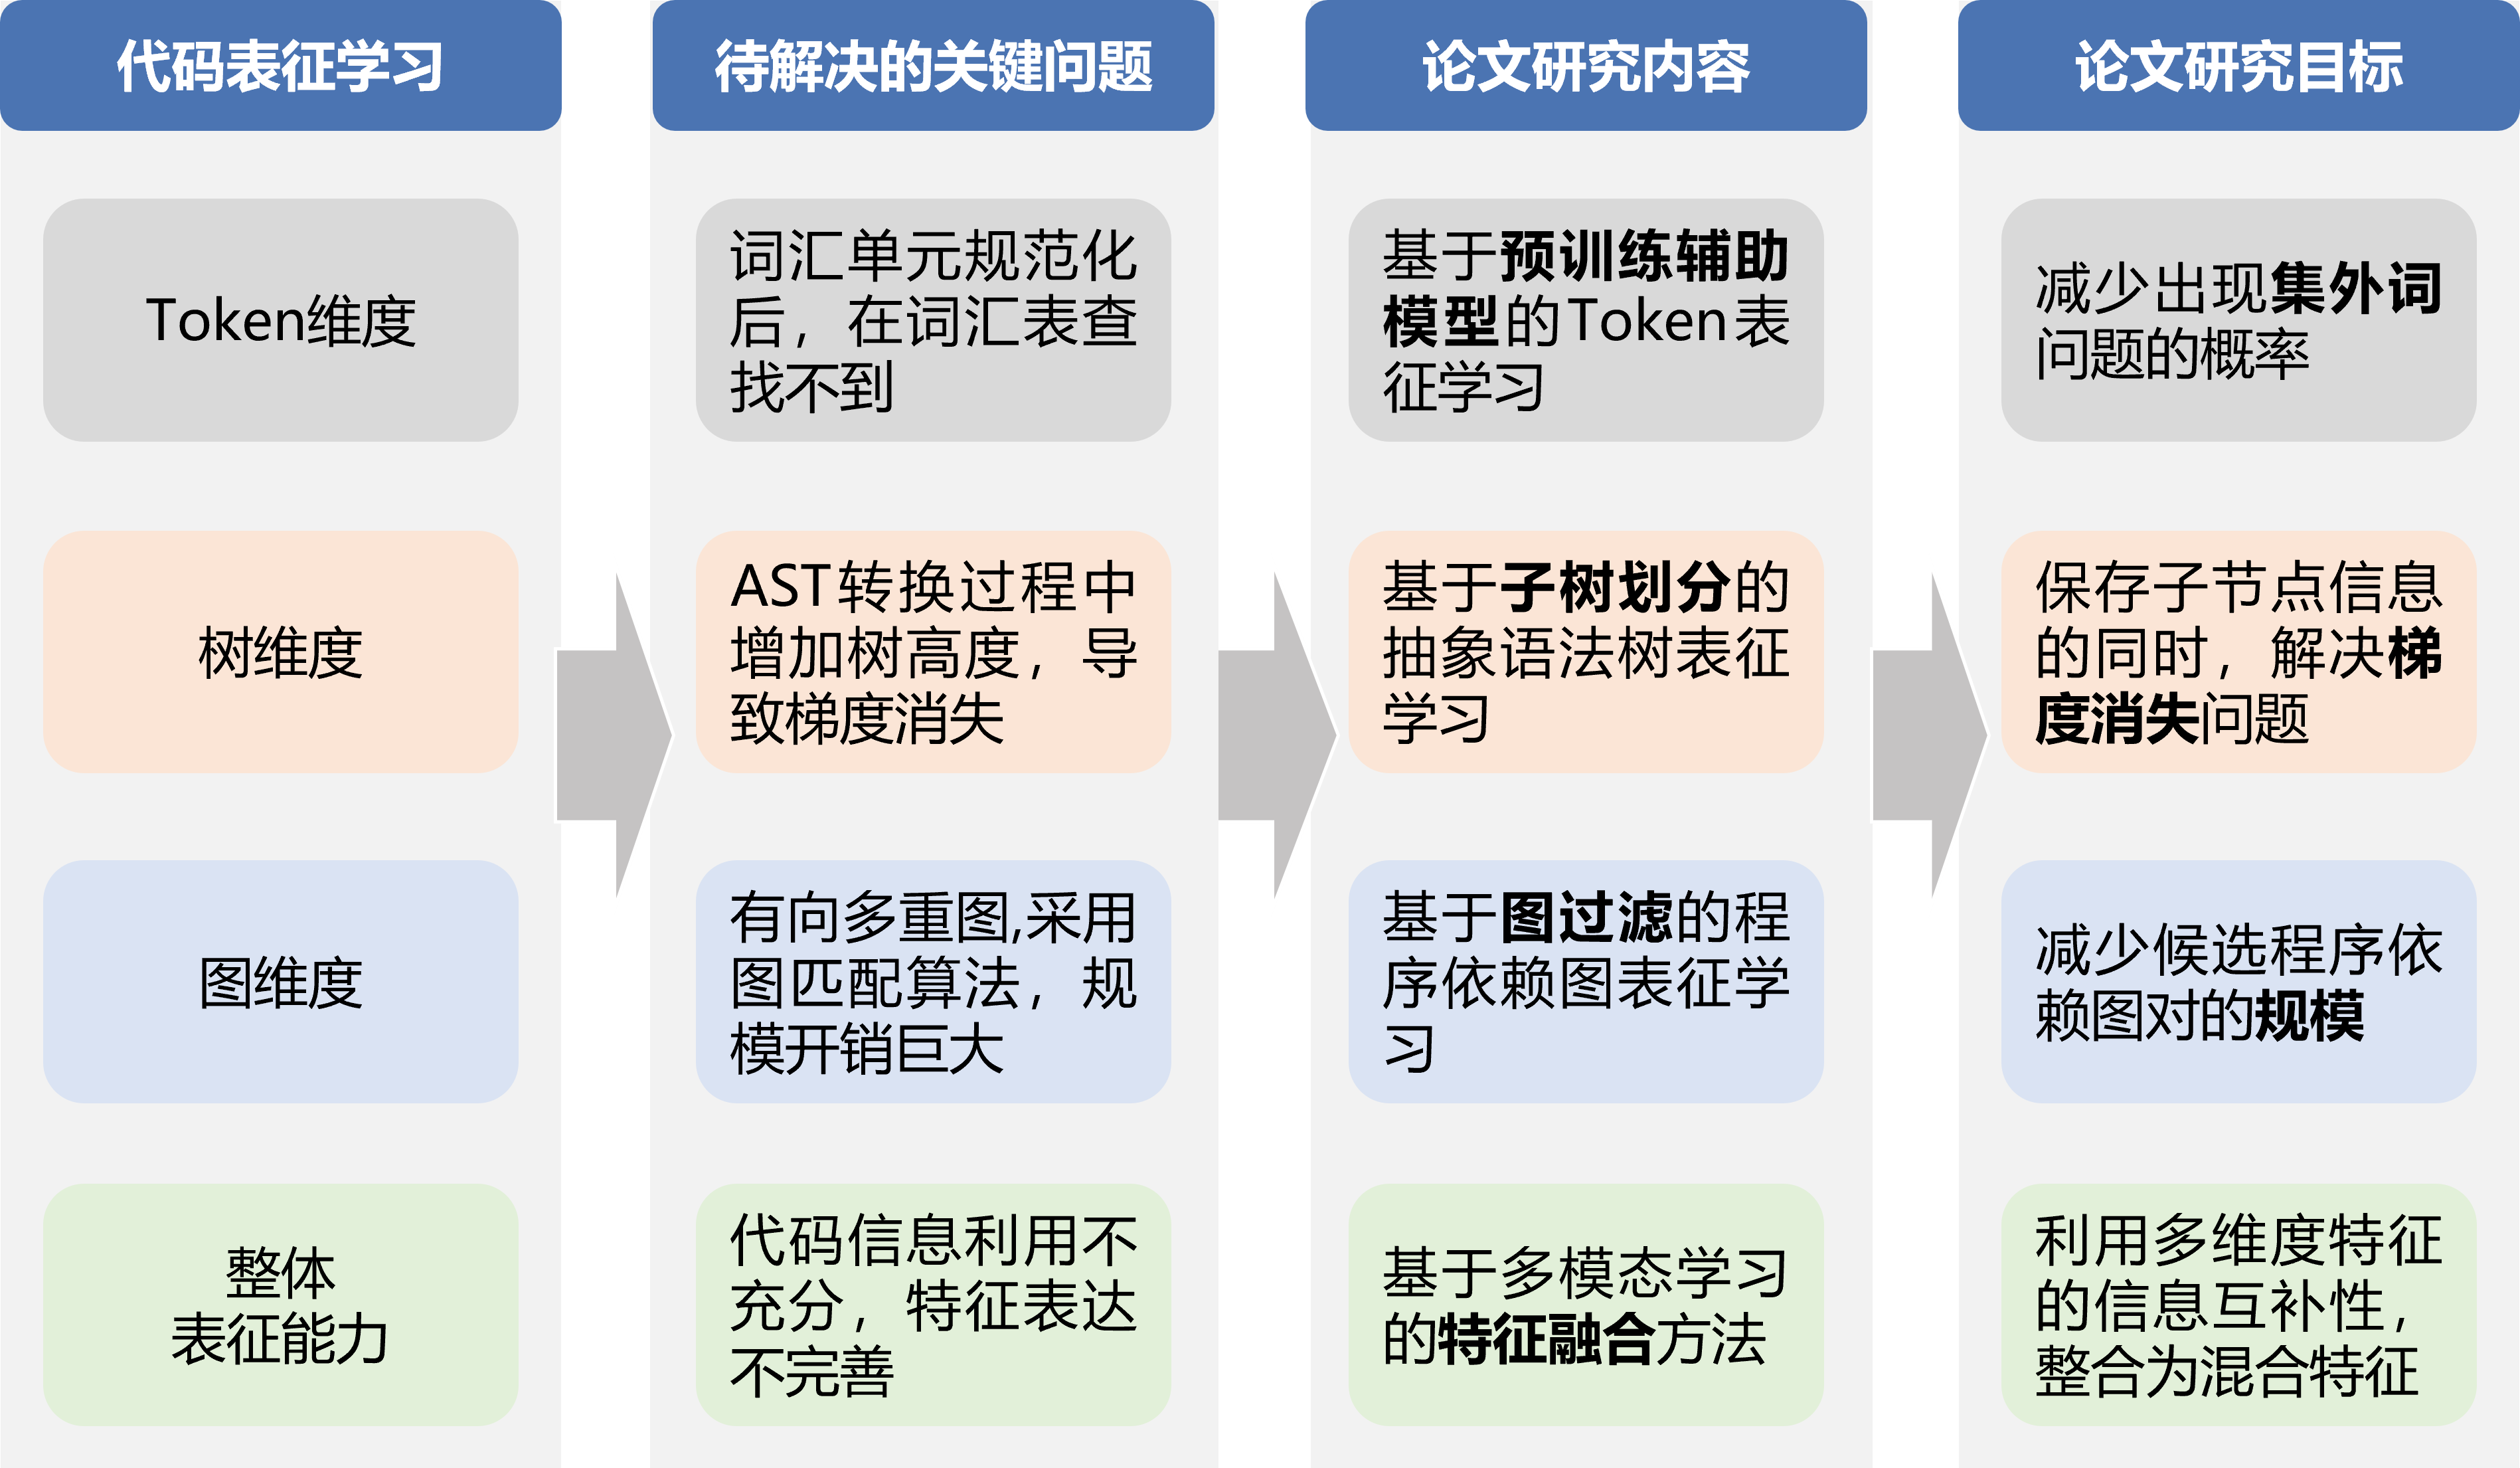 代码表征学习
Token维度
树维度
图维度
整体
表征能力
待解决的关键问题
词汇单元规范化
后，在词汇表查
找不到
AST转换过程中
增加树高度，导
致梯度消失
有向多重图,采用
图匹配算法，规
模开销巨大
代码信息利用不
充分，特征表达
不完善
论文研究内容
基于预训练辅助
模型的Token表
征学习
基于子树划分的
抽象语法树表征
学习
基于图过滤的程
序依赖图表征学
习
基于多模态学习
的特征融合方法
论文研究目标
减少出现集外词
问题的概率
保存子节点信息
的同时，解决梯
度消失问题
减少候选程序依
赖图对的规模
利用多维度特征
的信息互补性，
整合为混合特征